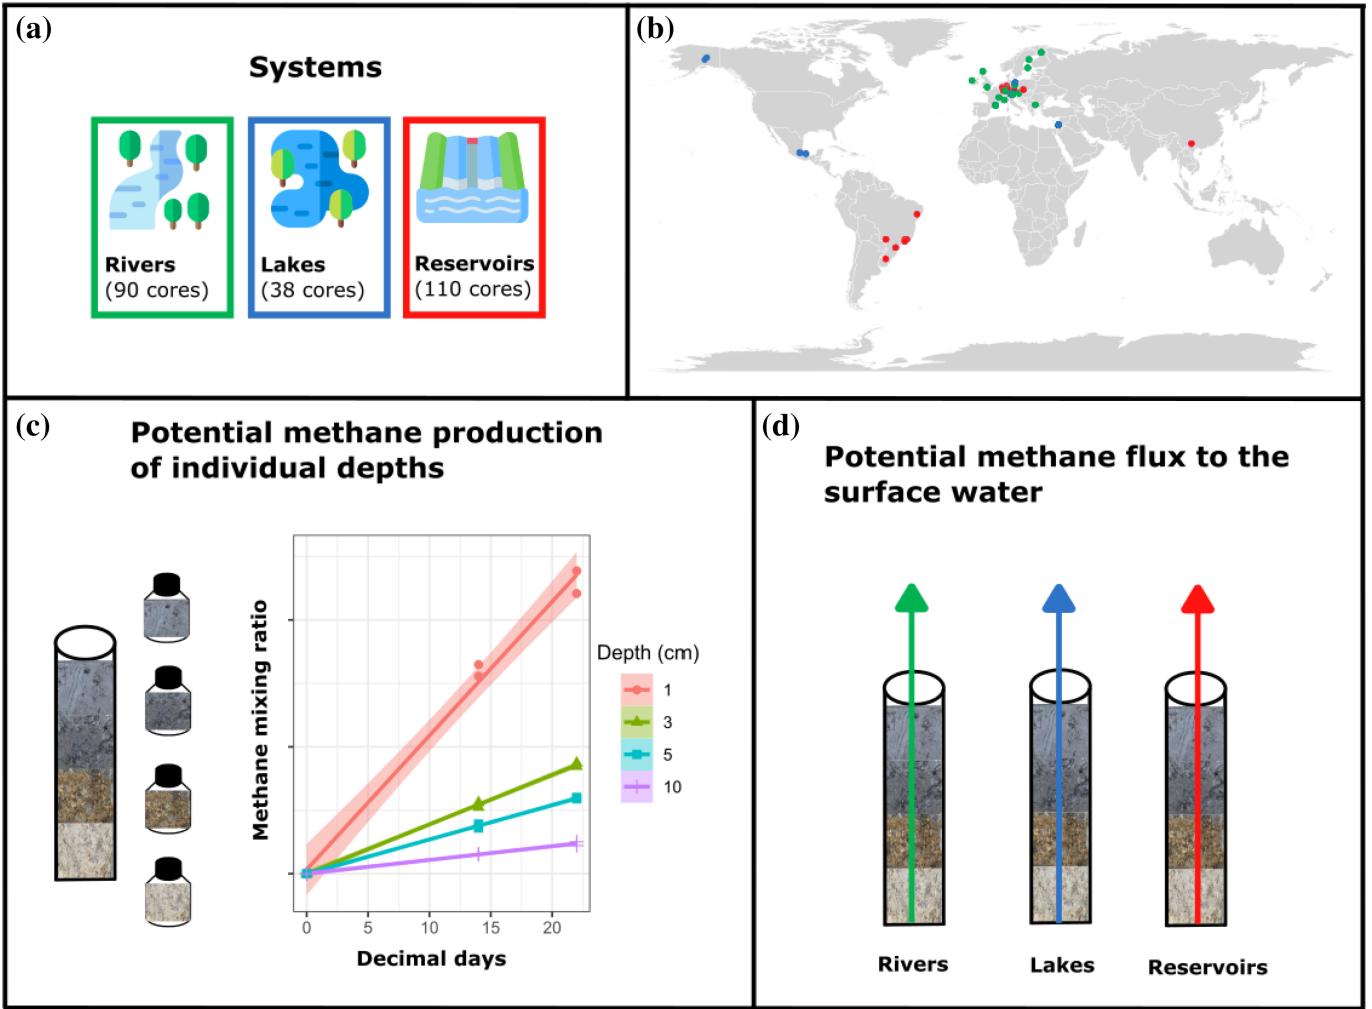 (a)
Systems
Rivers
(90 cores)
Lakes
(38 cores)
Reservoirs
(110 cores)
(b)
(c)
Potential methane production
of individual depths
Methane mixing ratio
0
5
10
15
20
Decimal days
Depth (cm)
1
3
5
10
(d)
Potential methane flux to the
surface water
Rivers
Lakes
Reservoirs